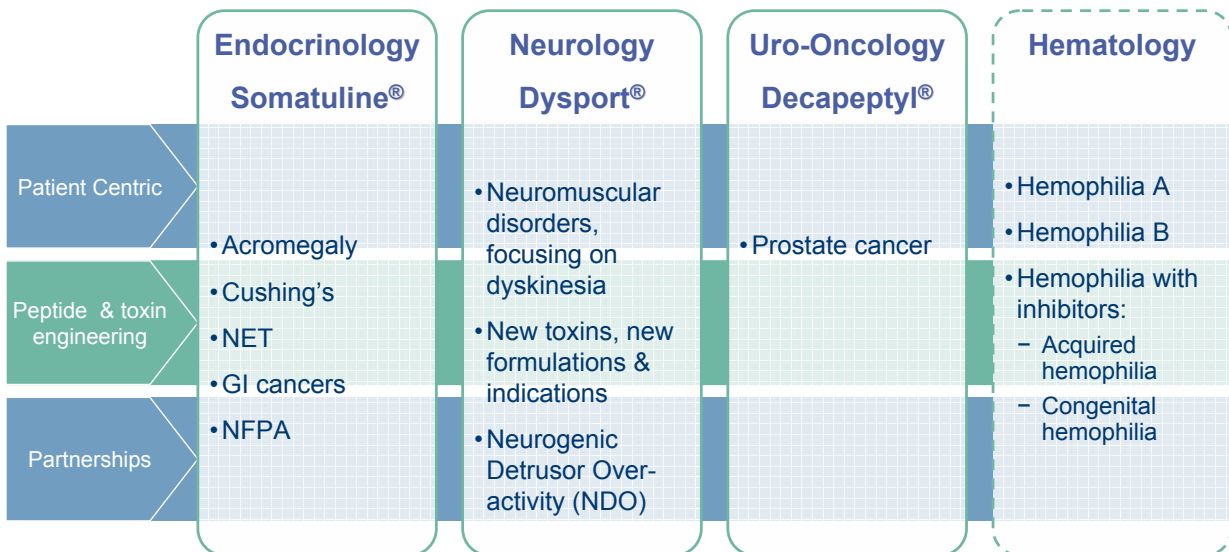 Endocrinology
Somatuline®
Neurology
Dysport®
Uro-Oncology
Decapeptyl®
Hematology
Patient Centric
Peptide & toxin
engineering
Partnerships
•Acromegaly
•Cushing's
•NET
•GI cancers
•NFPA
•Neuromuscular
disorders,
focusing on
dyskinesia
•New toxins, new
formulations &
indications
•Neurogenic
Detrusor Over-
activity (NDO)
•Prostate cancer
•Hemophilia A
•Hemophilia B
•Hemophilia with
inhibitors:
− Acquired
hemophilia
− Congenital
hemophilia